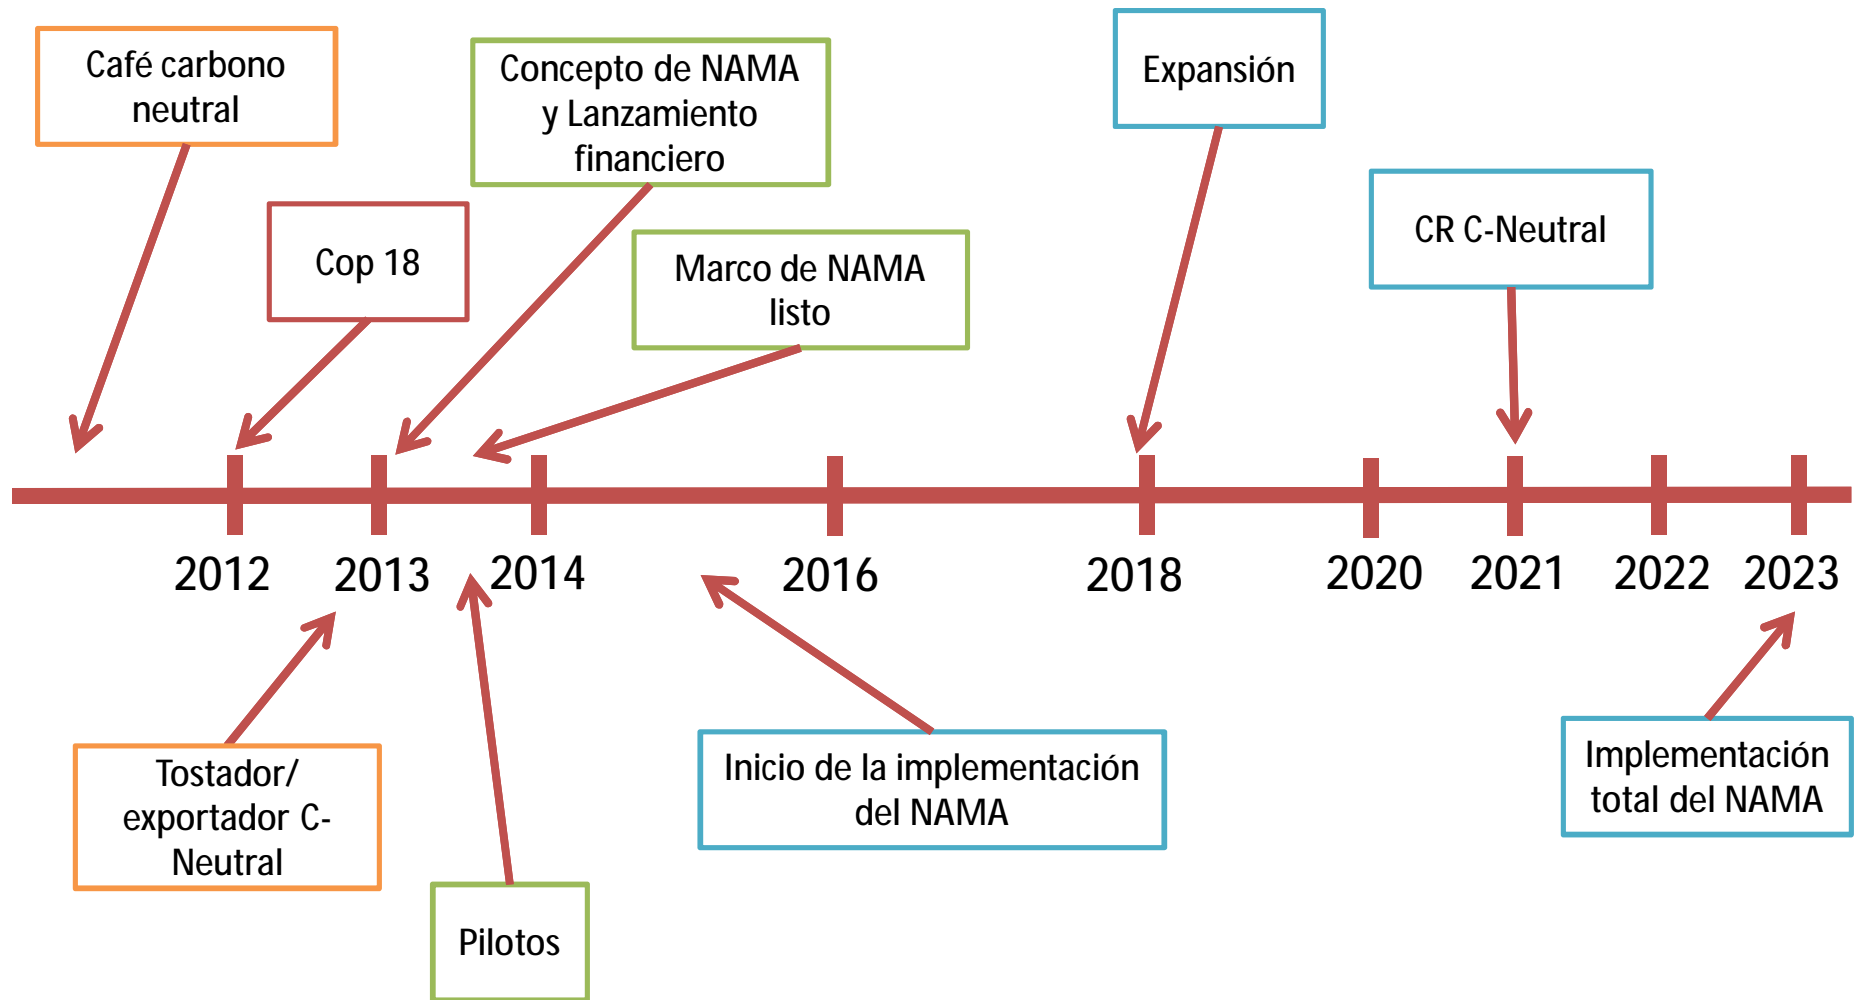 Café carbono
neutral
Cop 18
Concepto de NAMA
y Lanzamiento
financiero
Marco de NAMA
listo
Expansión
CR C-Neutral
2012
2013
2014
2016
2018
2020
2021
2022
2023
Tostador/
exportador C-
Neutral
Pilotos
Inicio de la implementación
del NAMA
Implementación
total del NAMA